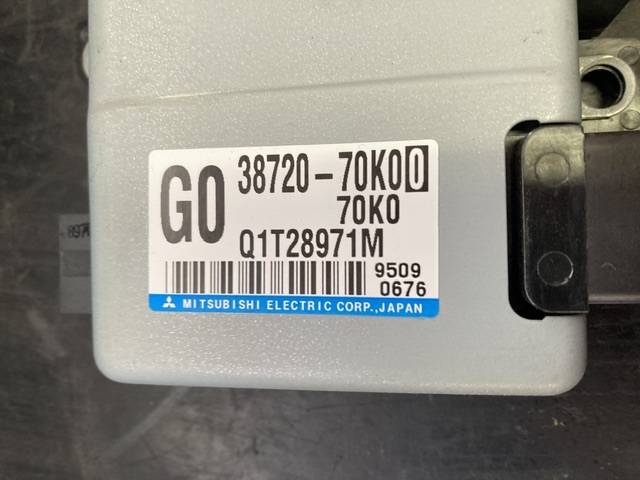 G0
38720-70K00
70K0
Q1T28971M
9509
0676
MITSUBISHI ELECTRIC CORP.,JAPAN